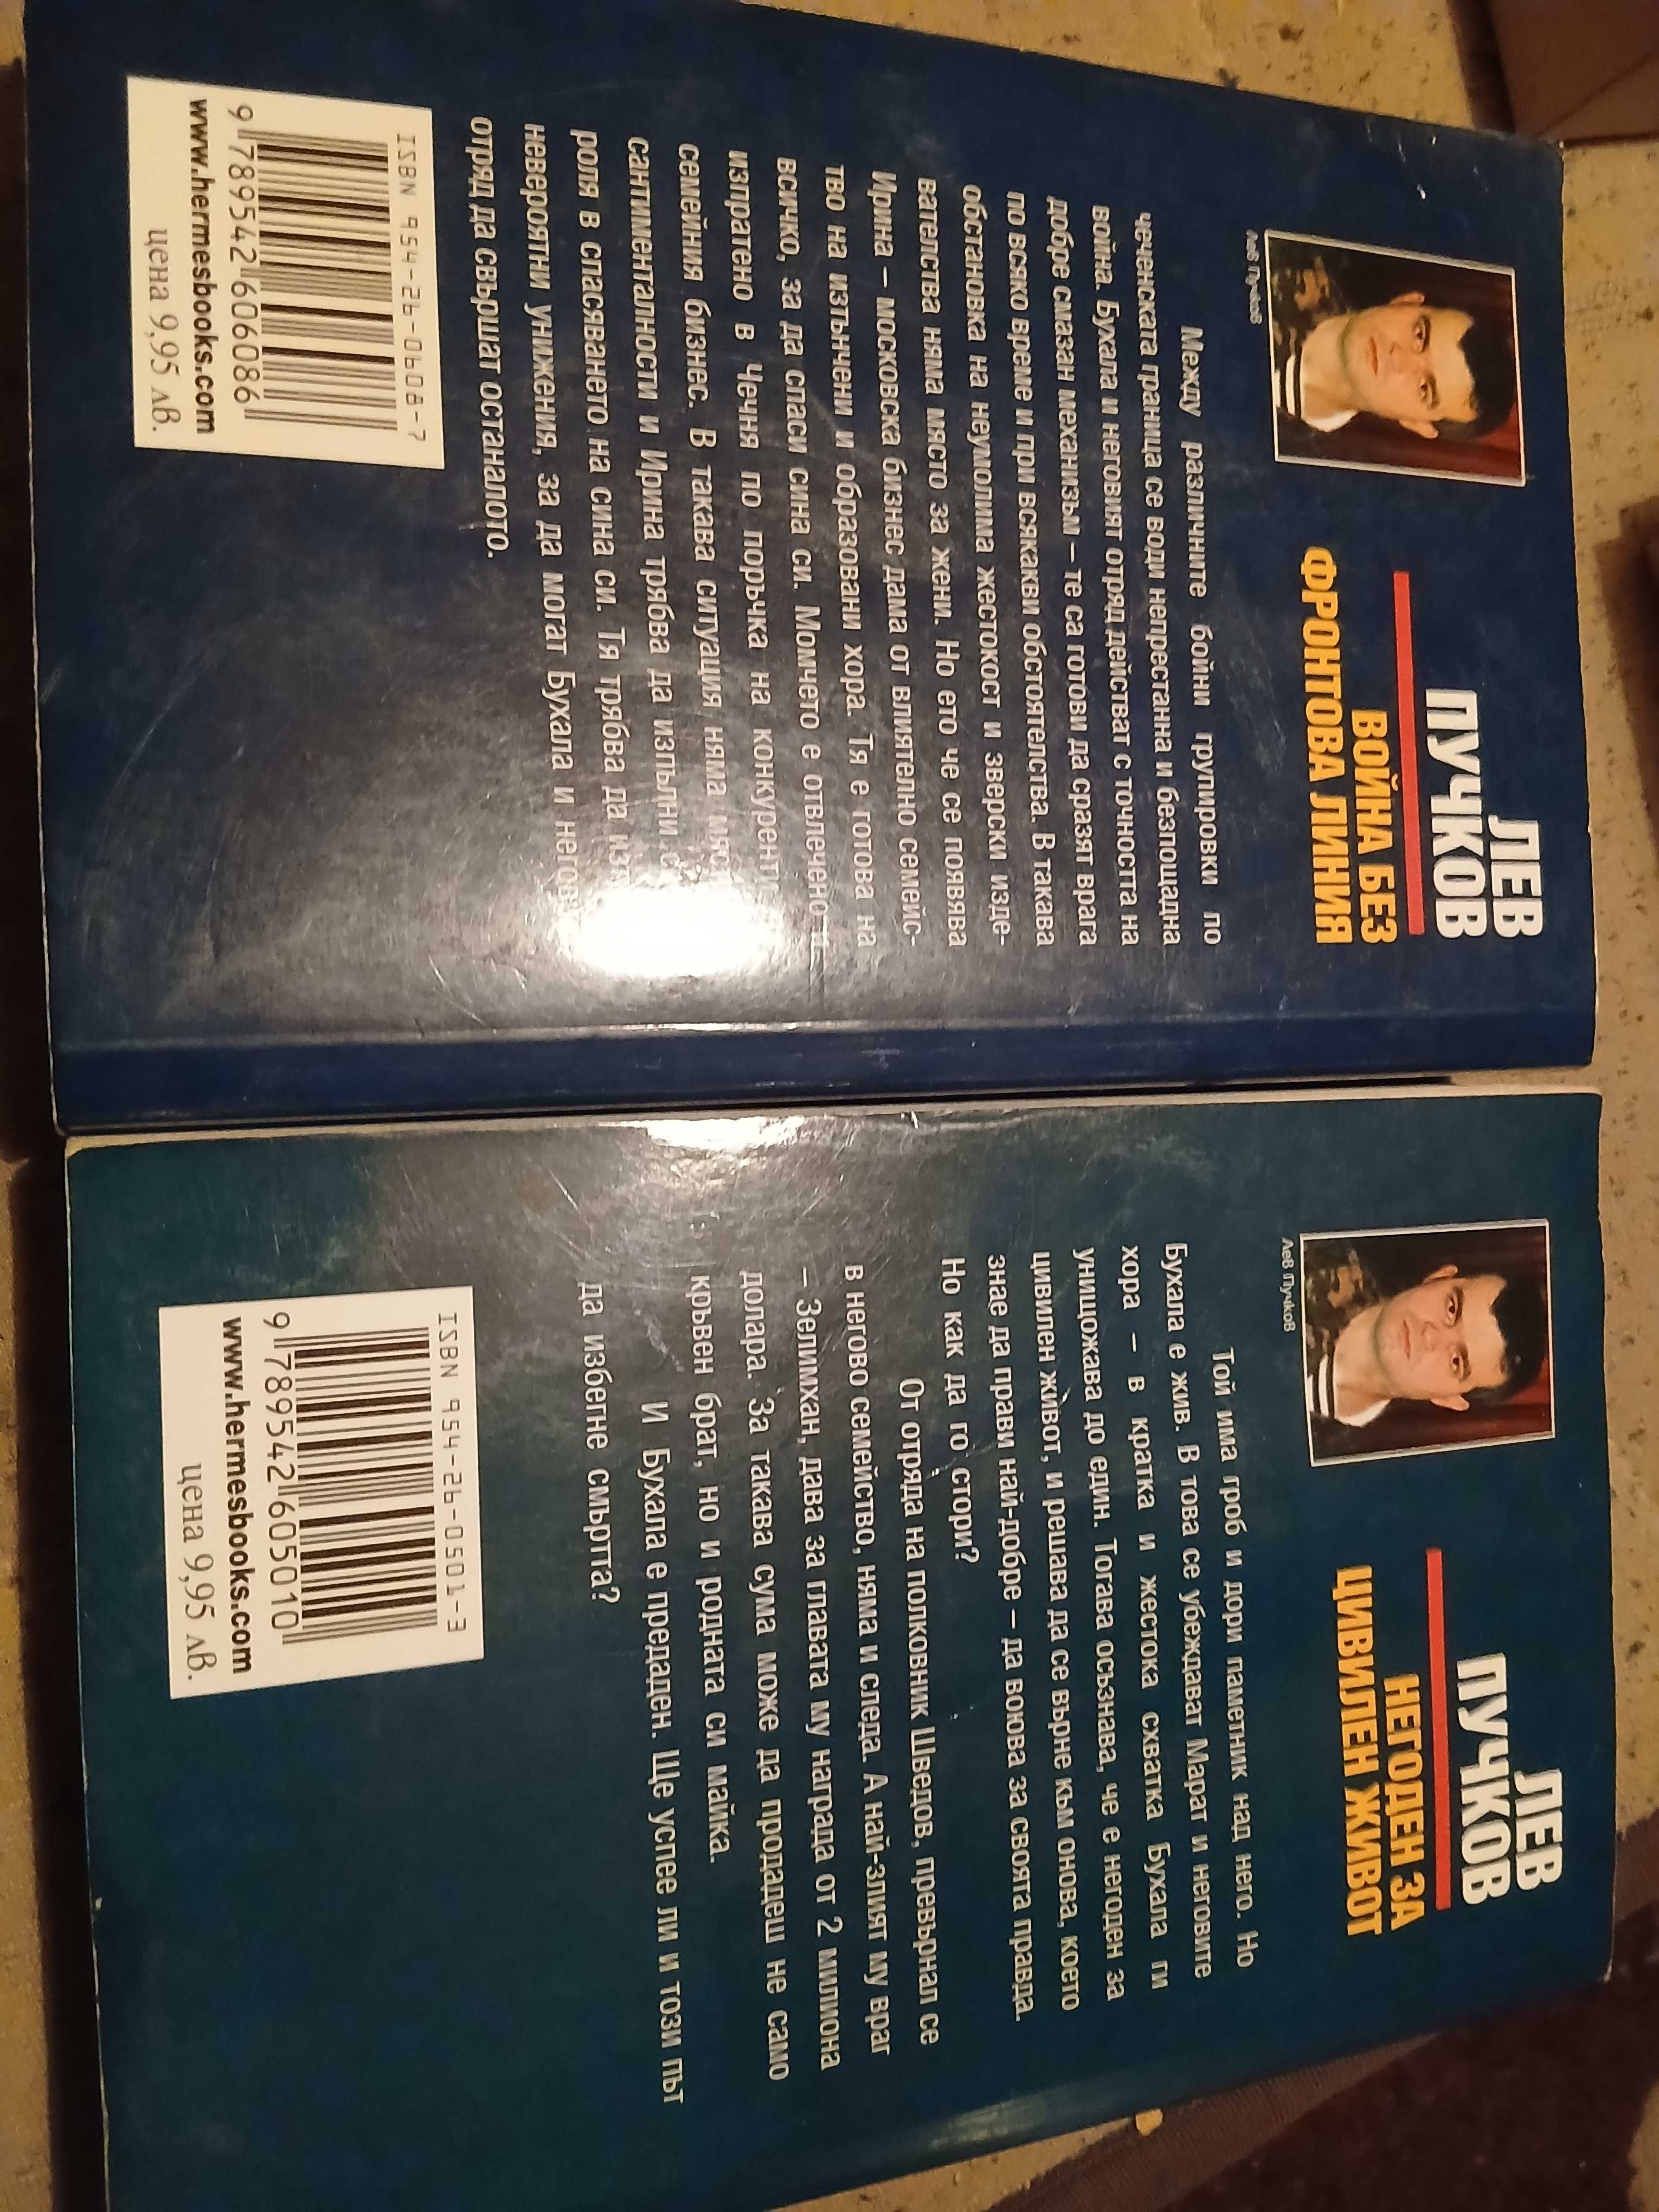 ЛЕВ
ПУЧКОВ
ВОЙНА БЕЗ
ФРОНТОВА ЛИНИЯ
Лев Пучков
Между различните бойни групировки по
чеченската граница се води непрестанна и безпощадна
война. Бухала и неговият отряд действат с точността на
добре смазан механизъм – те са готови да сразят врага
по всяко време и при всякакви обстоятелства. В такава
обстановка на неумолима жестокост и зверски изде-
вателства няма място за жени. Но ето че се появява
Ирина – московска бизнес дама от влиятелно семейс-
тво на изтънчени и образовани хора. Тя е готова на
всичко, за да спаси сина си. Момчето е отвлечено и
изпратено в Чечня по поръчка на конкуренти
семейния бизнес. В такава ситуация няма
сантименталности и Ирина трябва да изпълни
роля в спасяването на сина си. Тя трябва да
невероятни унижения, за да могат Бухала и
отряд да свършат останалото.
ISBN 954-26-0608-7
9 789542 606086
www.hermesbooks.com
цена 9,95 лв.
ЛЕВ
ПУЧКОВ
НЕГОДЕН ЗА
ЦИВИЛЕН ЖИВОТ
Лев Пучков
Той има гроб и дори паметник над него. Но
Бухала е жив. В това се убеждават Марат и неговите
хора – в кратка и жестока схватка Бухала ги
унищожава до един. Тогава осъзнава, че е негоден за
цивилен живот, и решава да се върне към онова, което
знае да прави най-добре – да воюва за своята правда.
Но как да го стори?
От отряда на полковник Шведов, превърнал се
в негово семейство, няма и следа. А най-злият му враг
– Зелимхан, дава за главата му награда от 2 милиона
долара. За такава сума може да продадеш не само
кръвен брат, но и родната си майка.
И Бухала е предаден. Ще успее ли и този път
да избегне смъртта?
ISBN 954-26-0501-3
9 789542 605010
www.hermesbooks.com
цена 9,95 лв.